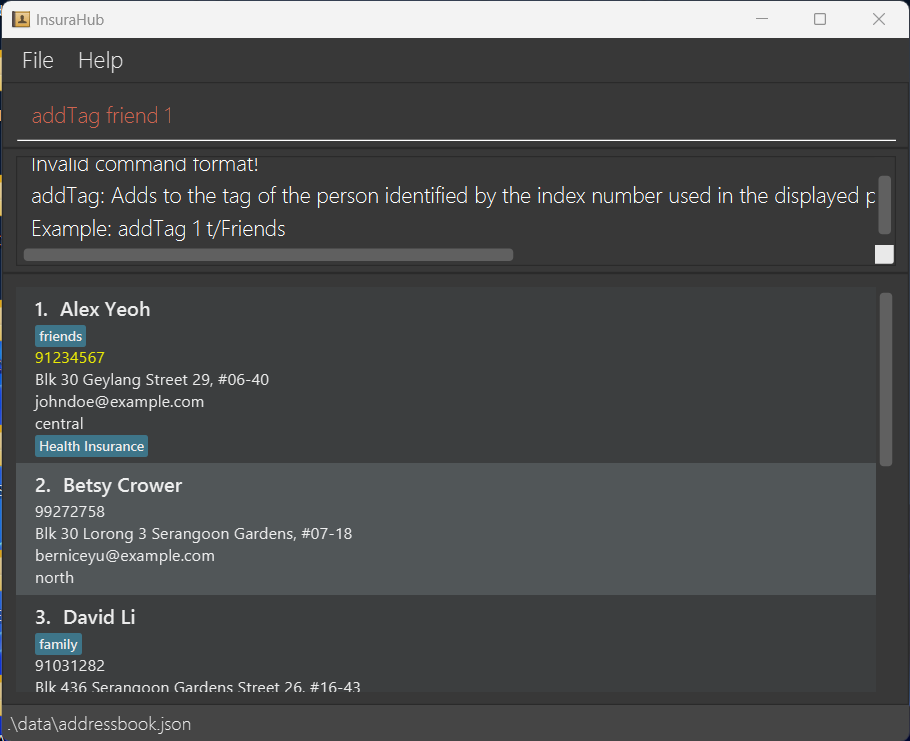 InsuraHub
File Help
addTag friend 1
Invalid command format!
addTag: Adds to the tag of the person identified by the index number used in the displayed p
Example: addTag 1 t/Friends
1. Alex Yeoh
friends
91234567
Blk 30 Geylang Street 29, #06-40
johndoe@example.com
central
Health Insurance
2. Betsy Crower
99272758
Blk 30 Lorong 3 Serangoon Gardens, #07-18
berniceyu@example.com
north
3. David Li
family
91031282
Blk 436 Serangoon Gardens Street 26, #16-43
.\data\addressbook.json